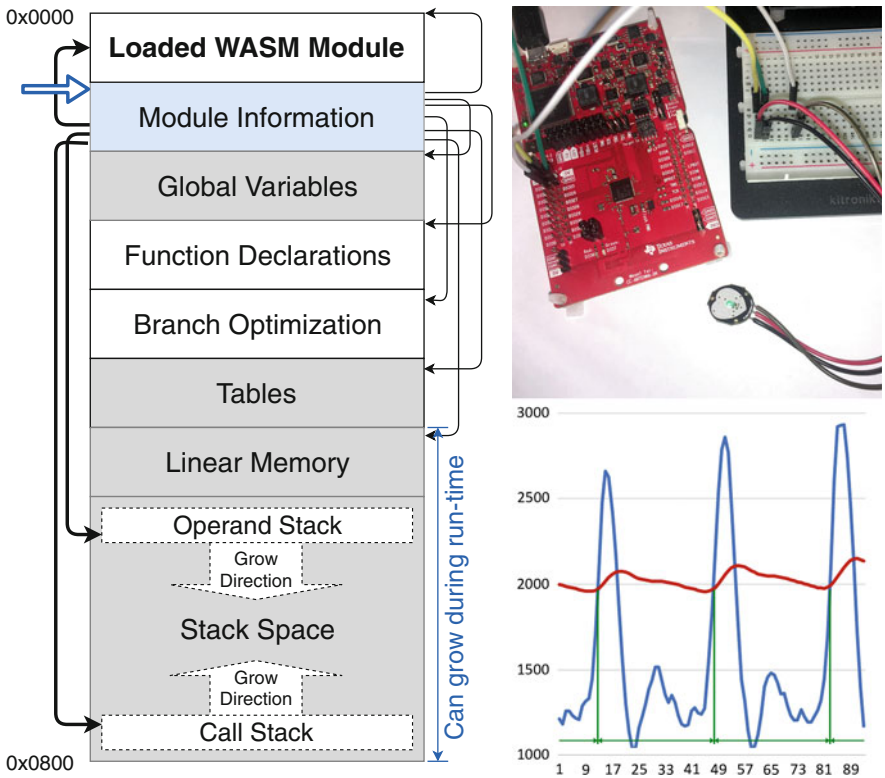 0x0000
Loaded WASM Module
Module Information
Global Variables
Function Declarations
Branch Optimization
Tables
Linear Memory
Operand Stack
Grow
Direction
Stack Space
Grow
Direction
Call Stack
0x0800
Can grow during run-time
TEXAS
INSTRUMENTS
kitronik
3000
2500
2000
1500
1000
1 9 17 25 33 41 49 57 65 73 81 89